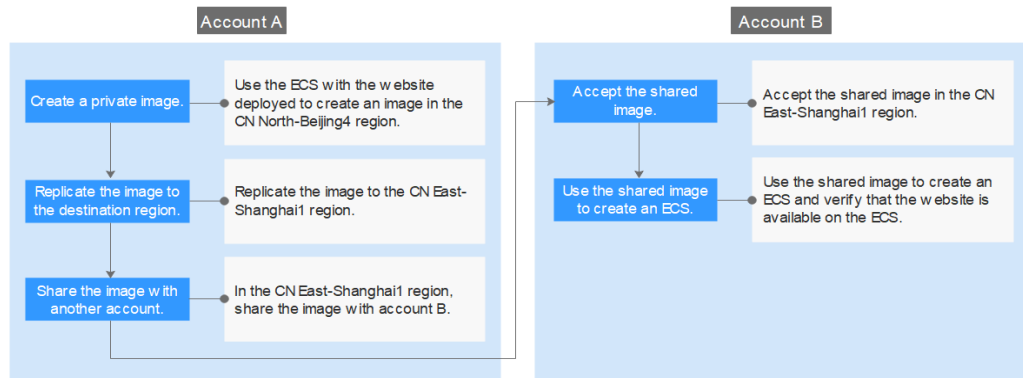 Account A
Create a private image.
Use the ECS with the website
deployed to create an image in the
CN North-Beijing4 region.
Replicate the image to
the destination region.
Replicate the image to the CN East-
Shanghai1 region.
Share the image with
another account.
In the CN East-Shanghai1 region,
share the image with account B.
Account B
Accept the shared
image.
Accept the shared image in the CN
East-Shanghai1 region.
Use the shared image
to create an ECS.
Use the shared image to create an
ECS and verify that the website is
available on the ECS.